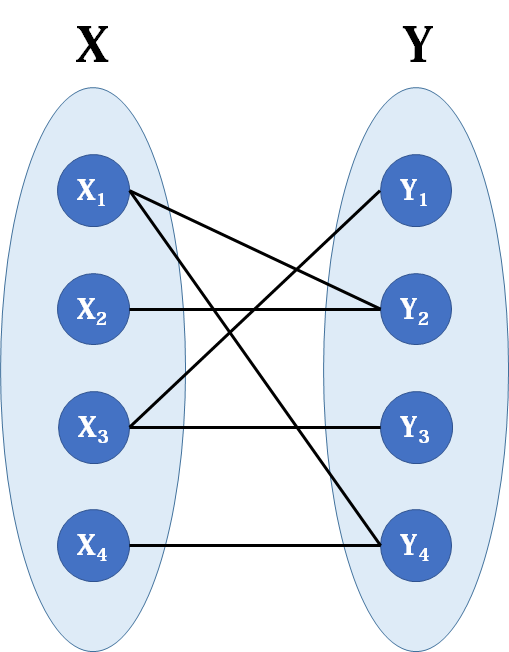 X Y
X₁ Y₁
X₂ Y₂
X₃ Y₃
X₄ Y₄